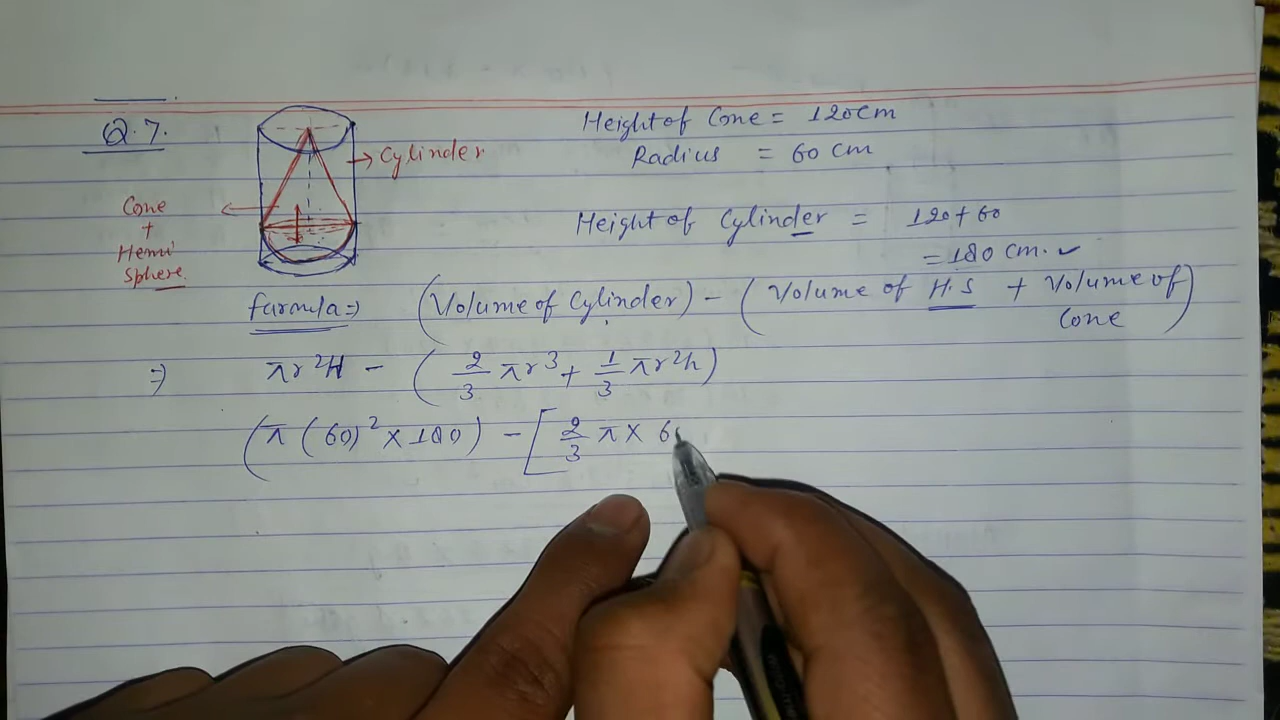 Q.7.
Height of Cone = 120cm
Radius = 60 cm
→ Cylinder
Cone
+
Hemi
Sphere.
Height of Cylinder = 120+60
= 180 cm. ✓
farmula ⇒ (Volume of Cylinder) - (Volume of H.S + Volume of Cone)
⇒ πr²H - (2/3 πr³ + 1/3 πr²h)
(π (60)² × 180) - [2/3 π × 6